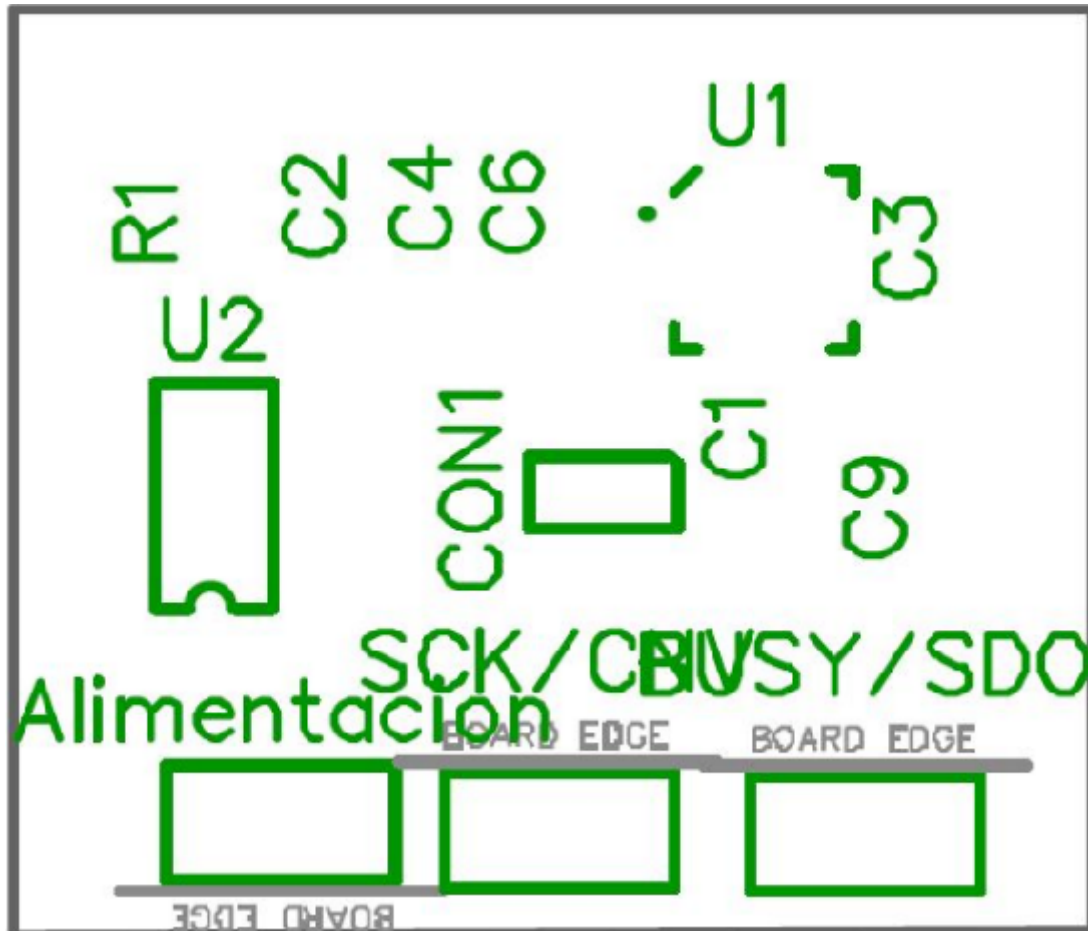 U1
R1
C2
C4
C6
C3
U2
CON1
C1
C9
SCK/CNV
BUSY/SDO
Alimentación
BOARD EDGE
BOARD EDGE
BOARD EDGE